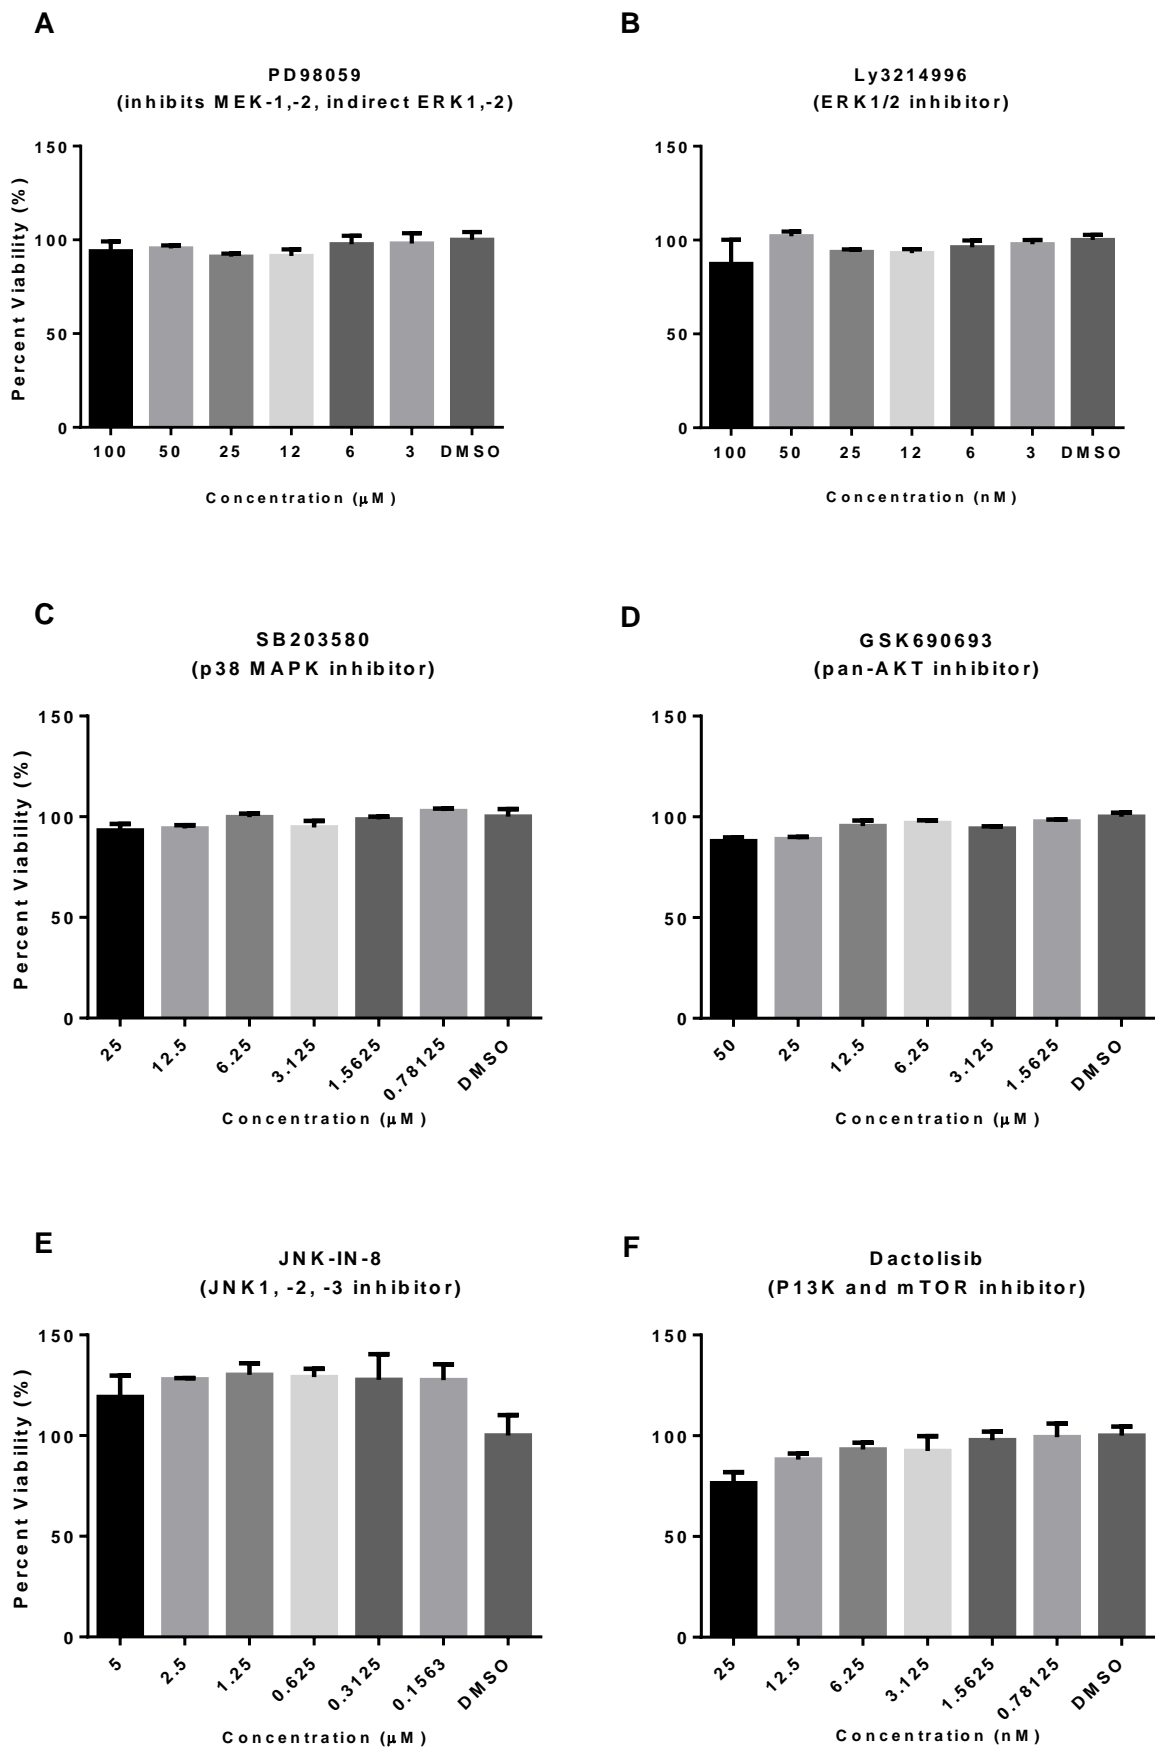 A
PD98059
(inhibits MEK-1,-2, indirect ERK1,-2)
Percent Viability (%)
150
100
50
0
100 50 25 12 6 3 DMSO
Concentration (μM)
B
Ly3214996
(ERK1/2 inhibitor)
150
100
50
0
100 50 25 12 6 3 DMSO
Concentration (nM)
C
SB203580
(p38 MAPK inhibitor)
Percent Viability (%)
150
100
50
0
25 12.5 6.25 3.125 1.5625 0.78125 DMSO
Concentration (μM)
D
GSK690693
(pan-AKT inhibitor)
150
100
50
0
50 25 12.5 6.25 3.125 1.5625 DMSO
Concentration (μM)
E
JNK-IN-8
(JNK1, -2, -3 inhibitor)
Percent Viability (%)
150
100
50
0
5 2.5 1.25 0.625 0.3125 0.1563 DMSO
Concentration (μM)
F
Dactolisib
(P13K and mTOR inhibitor)
150
100
50
0
25 12.5 6.25 3.125 1.5625 0.78125 DMSO
Concentration (nM)